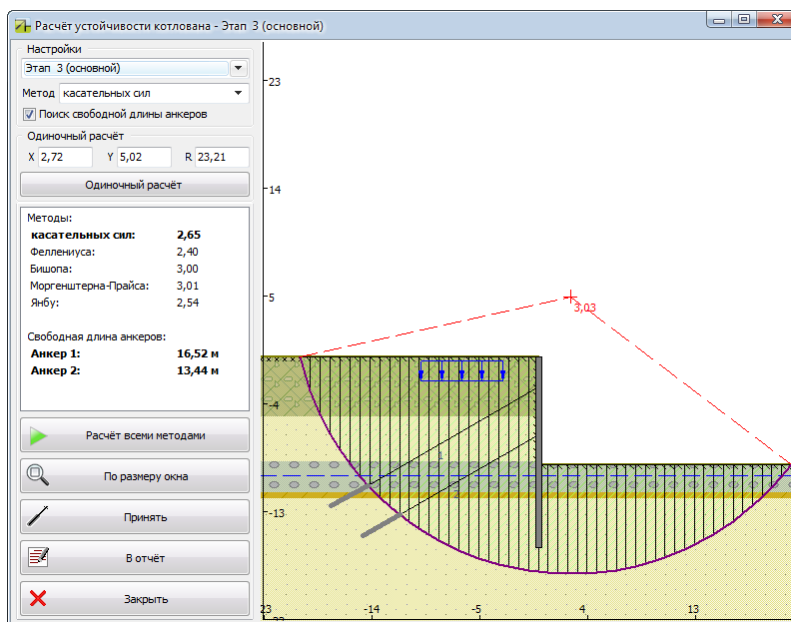 Расчёт устойчивости котлована - Этап 3 (основной)
Настройки
Этап 3 (основной)
Метод касательных сил
Поиск свободной длины анкеров
Одиночный расчёт
X 2,72 Y 5,02 R 23,21
Одиночный расчёт
Методы:
касательных сил: 2,65
Феллениуса: 2,40
Бишопа: 3,00
Моргенштерна-Прайса: 3,01
Янбу: 2,54
Свободная длина анкеров:
Анкер 1: 16,52 м
Анкер 2: 13,44 м
Расчёт всеми методами
По размеру окна
Принять
В отчёт
Закрыть
23
14
5
3,03
-4
1
2
-13
23 -14 -5 4 13